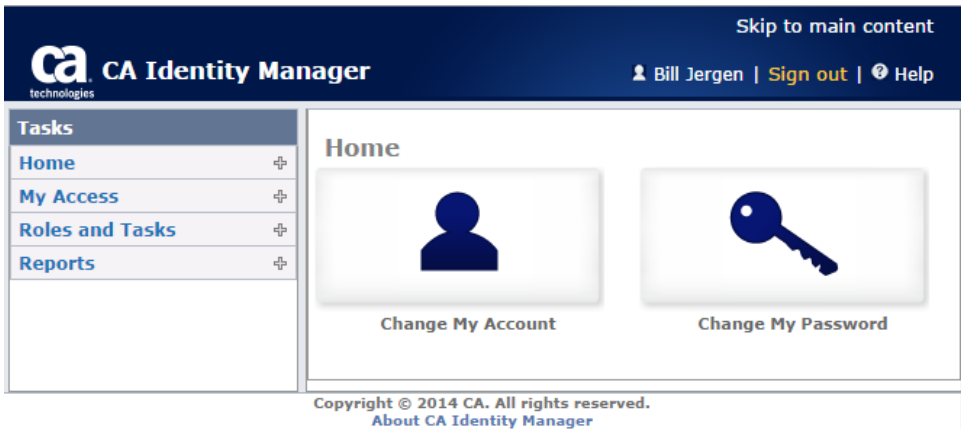 Skip to main content
ca technologies
CA Identity Manager
Bill Jergen | Sign out | Help
Tasks
Home
My Access
Roles and Tasks
Reports
Home
Change My Account
Change My Password
Copyright © 2014 CA. All rights reserved.
About CA Identity Manager